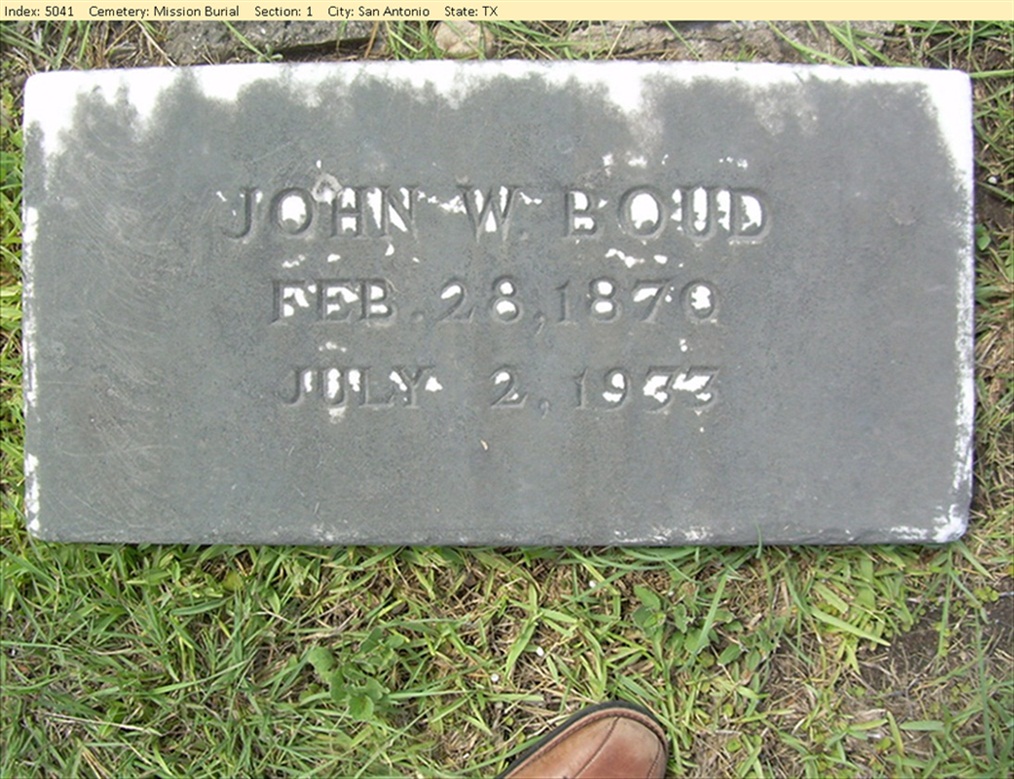 Index: 5041 Cemetery: Mission Burial Section: 1 City: San Antonio State: TX
JOHN W. BOUD
FEB. 28, 1870
JULY 2, 1933